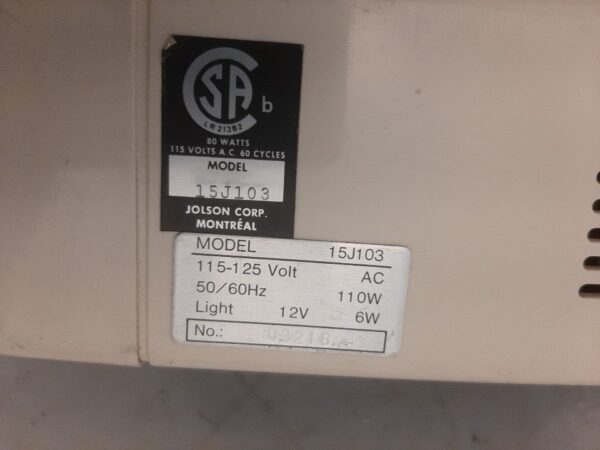 CSA b
LR 21382
80 WATTS
115 VOLTS A C. 60 CYCLES
MODEL
15J103
JOLSON CORP.
MONTRÉAL
MODEL 15J103
115-125 Volt AC
50/60Hz 110W
Light 12V 6W
No.: